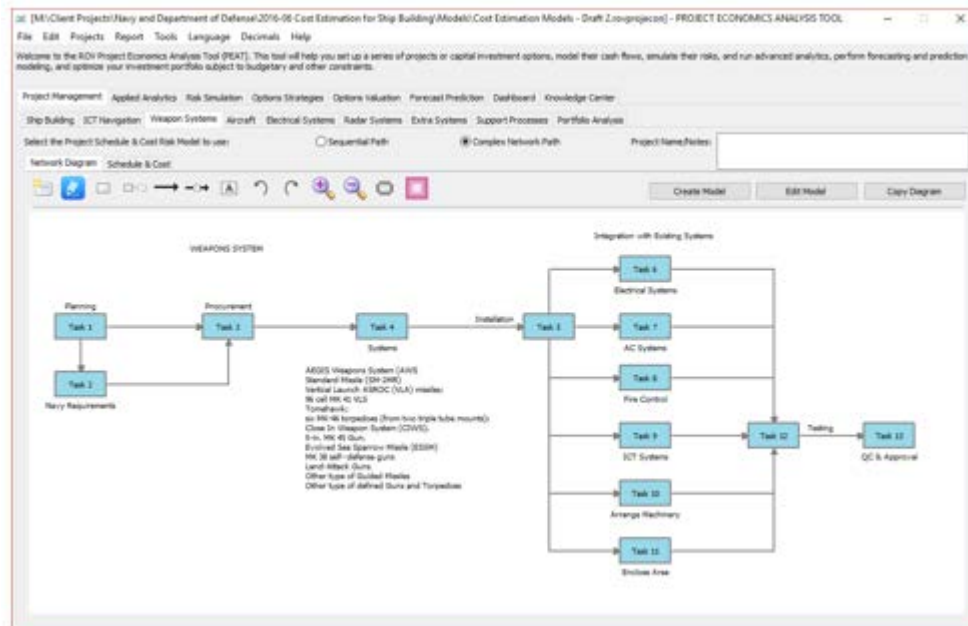 [M:\Client Projects\Navy and Department of Defense\2016-06 Cost Estimation for Ship Building\Models\Cost Estimation Models - Draft 2.rovprojecon] - PROJECT ECONOMICS ANALYSIS TOOL
File Edit Projects Report Tools Language Decimals Help
Welcome to the ROV Project Economics Analysis Tool (PEAT). This tool will help you set up a series of projects or capital investment options, model their cash flows, simulate their risks, and run advanced analytics, perform forecasting and prediction
modeling, and optimize your investment portfolio subject to budgetary and other constraints.
Project Management Applied Analytics Risk Simulation Options Strategies Options Valuation Forecast Prediction Dashboard Knowledge Center
Ship Building ICT Navigation Weapon Systems Aircraft Electrical Systems Radar Systems Extra Systems Support Processes Portfolio Analysis
Select the Project Schedule & Cost Risk Model to use: Sequential Path Complex Network Path Project Name/Notes:
Network Diagram Schedule & Cost
A
Create Model Edit Model Copy Diagram
WEAPONS SYSTEM
Integration with Existing Systems
Task 6
Electrical Systems
Planning
Task 1
Procurement
Task 3
Task 4
Systems
Installation
Task 5
Task 7
AC Systems
Task 2
Navy Requirements
AEGIS Weapons System (AWS
Standard Missile (SM-2MR)
Vertical Launch ASROC (VLA) missiles;
96 cell MK 41 VLS
Tomahawk;
six MK-46 torpedoes (from two triple tube mounts);
Close In Weapon System (CIWS),
5-in. MK 45 Gun,
Evolved Sea Sparrow Missile (ESSM)
MK 38 self-defense guns
Land-Attack Guns
Other type of Guided Missiles
Other type of defined Guns and Torpedoes
Task 8
Fire Control
Task 9
ICT Systems
Task 12
Testing
Task 13
QC & Approval
Task 10
Arrange Machinery
Task 11
Enclose Area